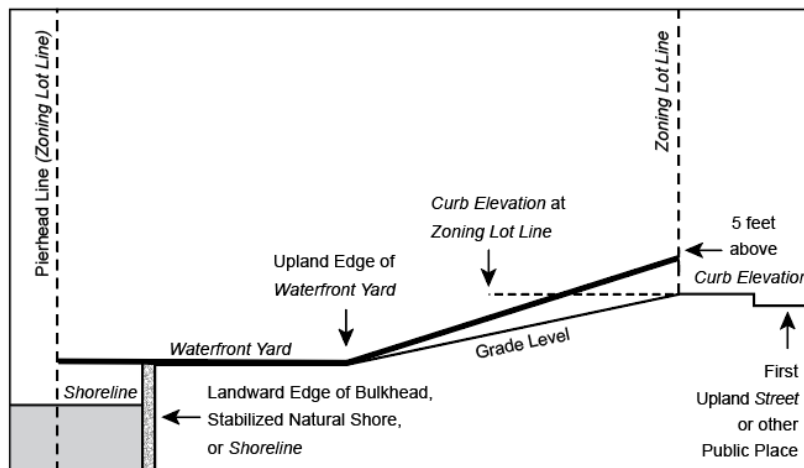 Pierhead Line (Zoning Lot Line)
Zoning Lot Line
Curb Elevation at
Zoning Lot Line
5 feet
above
Curb Elevation
Upland Edge of
Waterfront Yard
Waterfront Yard
Grade Level
Shoreline
Landward Edge of Bulkhead,
Stabilized Natural Shore,
or Shoreline
First
Upland Street
or other
Public Place